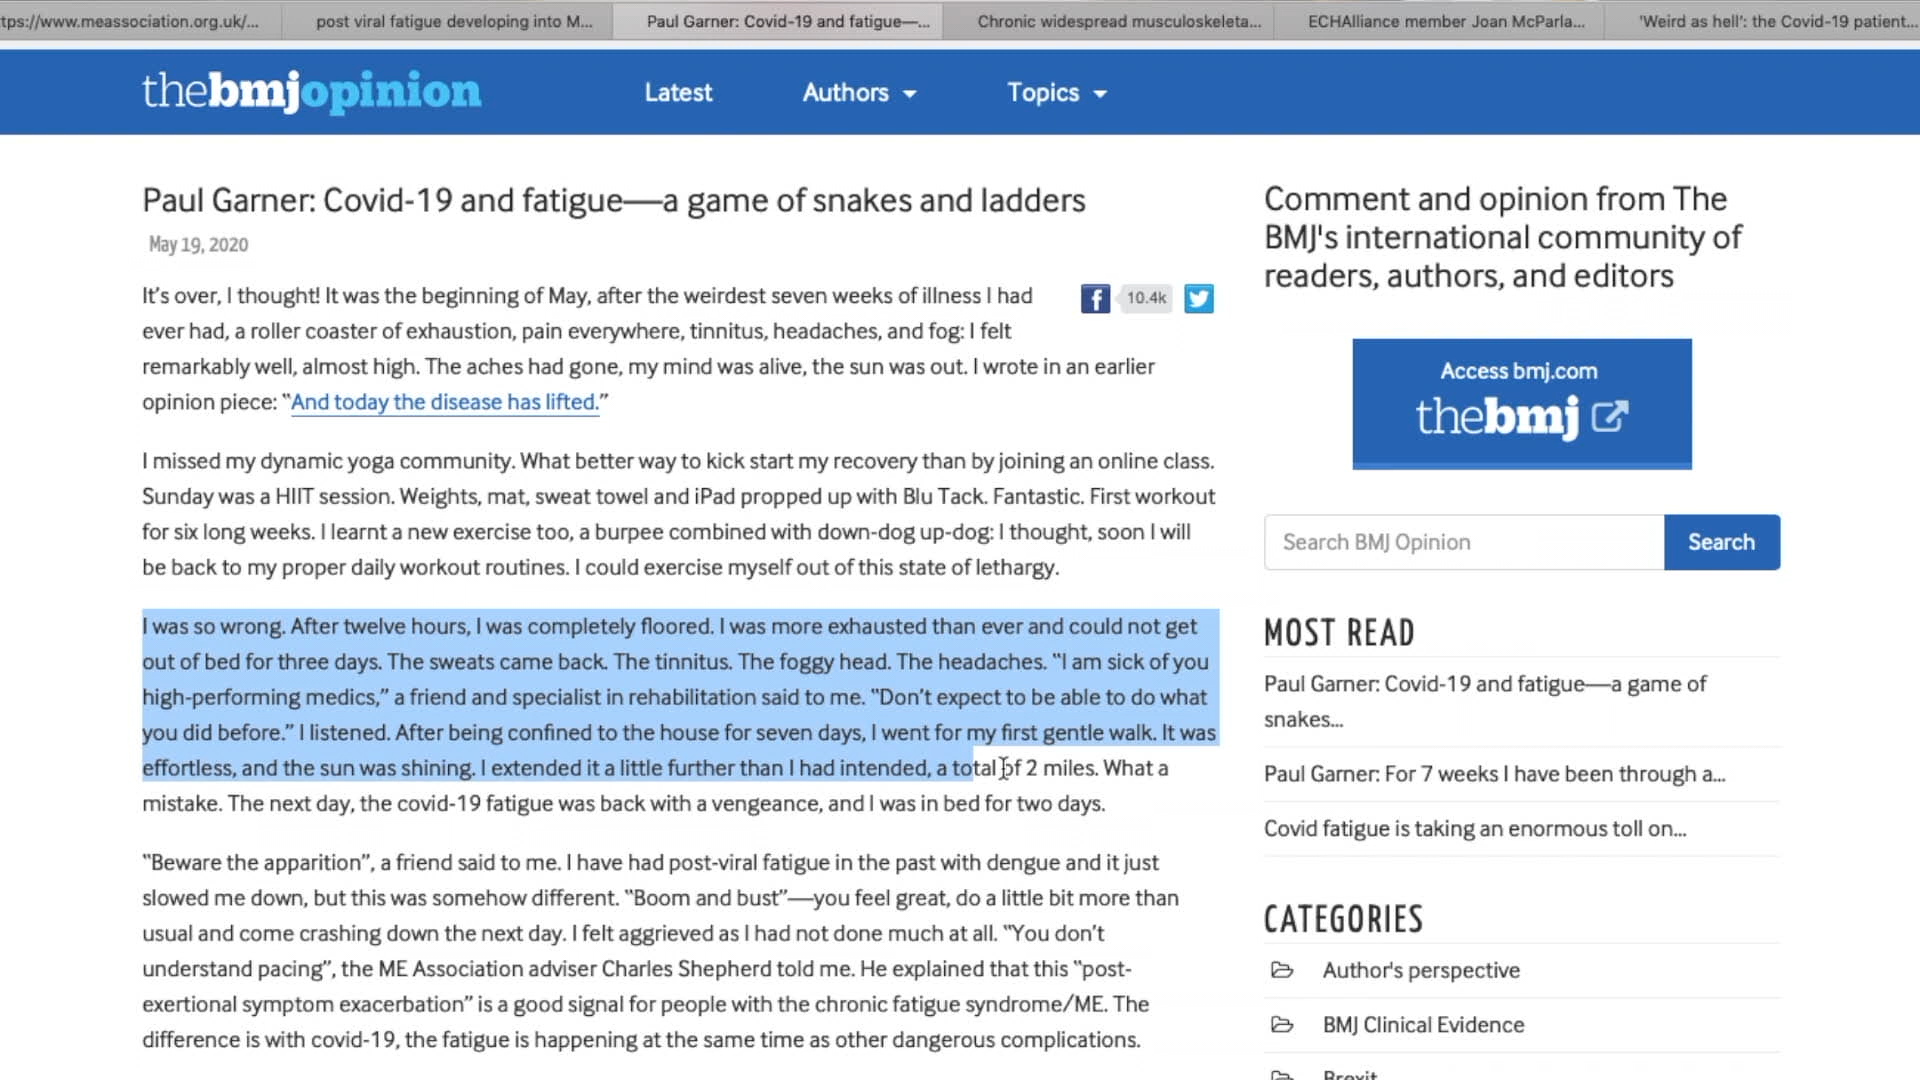 tps://www.meassociation.org.uk/...
post viral fatigue developing into M...
Paul Garner: Covid-19 and fatigue—...
Chronic widespread musculoskeleta...
ECHAlliance member Joan McParla...
'Weird as hell': the Covid-19 patient...
thebmjopinion
Latest
Authors
Topics
Paul Garner: Covid-19 and fatigue—a game of snakes and ladders
May 19, 2020
It's over, I thought! It was the beginning of May, after the weirdest seven weeks of illness I had
ever had, a roller coaster of exhaustion, pain everywhere, tinnitus, headaches, and fog: I felt
remarkably well, almost high. The aches had gone, my mind was alive, the sun was out. I wrote in an earlier
opinion piece: “And today the disease has lifted.”
f 10.4k
I missed my dynamic yoga community. What better way to kick start my recovery than by joining an online class.
Sunday was a HIIT session. Weights, mat, sweat towel and iPad propped up with Blu Tack. Fantastic. First workout
for six long weeks. I learnt a new exercise too, a burpee combined with down-dog up-dog: I thought, soon I will
be back to my proper daily workout routines. I could exercise myself out of this state of lethargy.
I was so wrong. After twelve hours, I was completely floored. I was more exhausted than ever and could not get
out of bed for three days. The sweats came back. The tinnitus. The foggy head. The headaches. “I am sick of you
high-performing medics,” a friend and specialist in rehabilitation said to me. “Don't expect to be able to do what
you did before.” I listened. After being confined to the house for seven days, I went for my first gentle walk. It was
effortless, and the sun was shining. I extended it a little further than I had intended, a total of 2 miles. What a
mistake. The next day, the covid-19 fatigue was back with a vengeance, and I was in bed for two days.
“Beware the apparition”, a friend said to me. I have had post-viral fatigue in the past with dengue and it just
slowed me down, but this was somehow different. “Boom and bust”—you feel great, do a little bit more than
usual and come crashing down the next day. I felt aggrieved as I had not done much at all. “You don't
understand pacing”, the ME Association adviser Charles Shepherd told me. He explained that this “post-
exertional symptom exacerbation” is a good signal for people with the chronic fatigue syndrome/ME. The
difference is with covid-19, the fatigue is happening at the same time as other dangerous complications.
Comment and opinion from The
BMJ's international community of
readers, authors, and editors
Access bmj.com
thebmj
Search BMJ Opinion
Search
MOST READ
Paul Garner: Covid-19 and fatigue—a game of
snakes...
Paul Garner: For 7 weeks I have been through a...
Covid fatigue is taking an enormous toll on...
CATEGORIES
Author's perspective
BMJ Clinical Evidence
Brexit